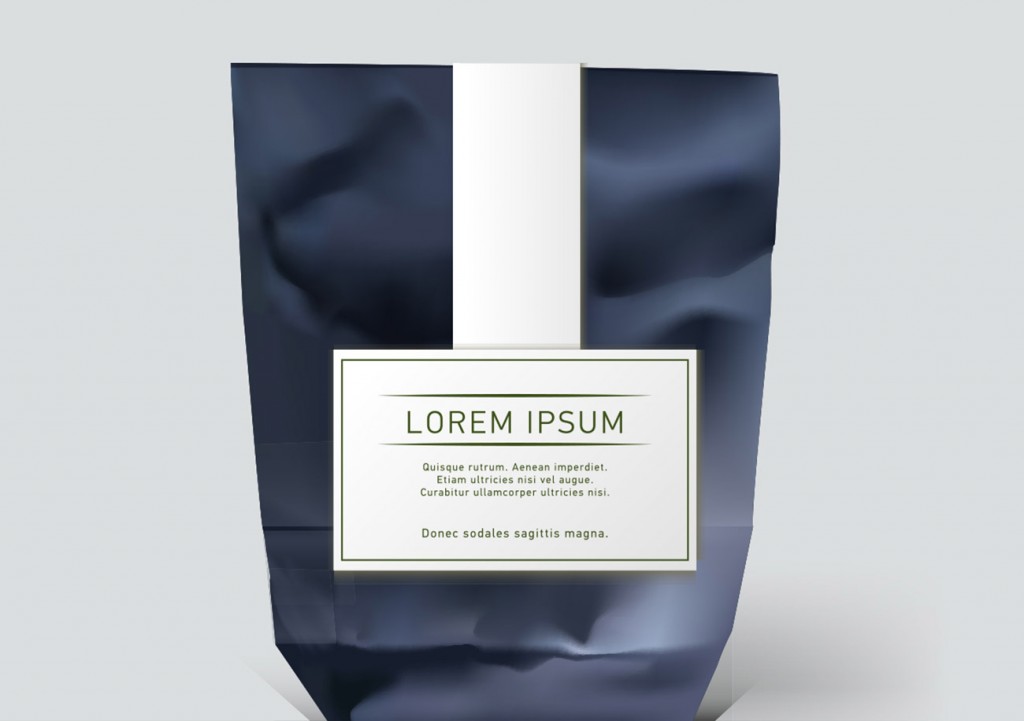 LOREM IPSUM
Quisque rutrum. Aenean imperdiet.
Etiam ultricies nisi vel augue.
Curabitur ullamcorper ultricies nisi.
Donec sodales sagittis magna.